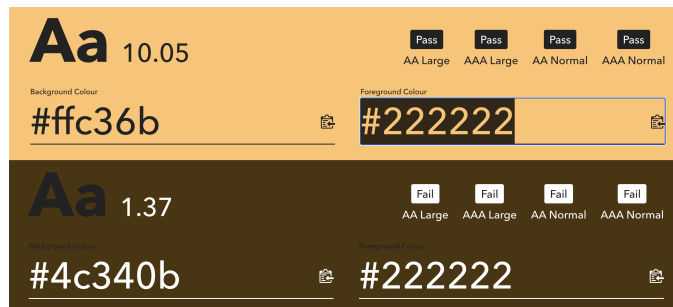 Aa 10.05
Pass Pass Pass Pass
AA Large AAA Large AA Normal AAA Normal
Background Colour Foreground Colour
#ffc36b #222222
Aa 1.37
Fail Fail Fail Fail
AA Large AAA Large AA Normal AAA Normal
Background Colour Foreground Colour
#4c340b #222222